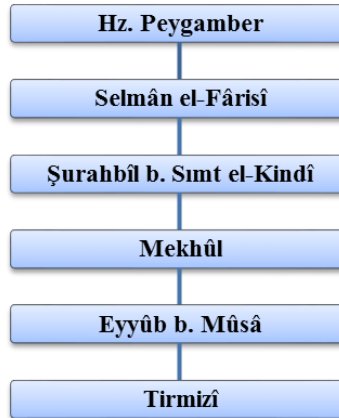 Hz. Peygamber
Selmân el-Fârisî
Şurahbîl b. Sımt el-Kindî
Mekhûl
Eyyûb b. Mûsâ
Tirmizî